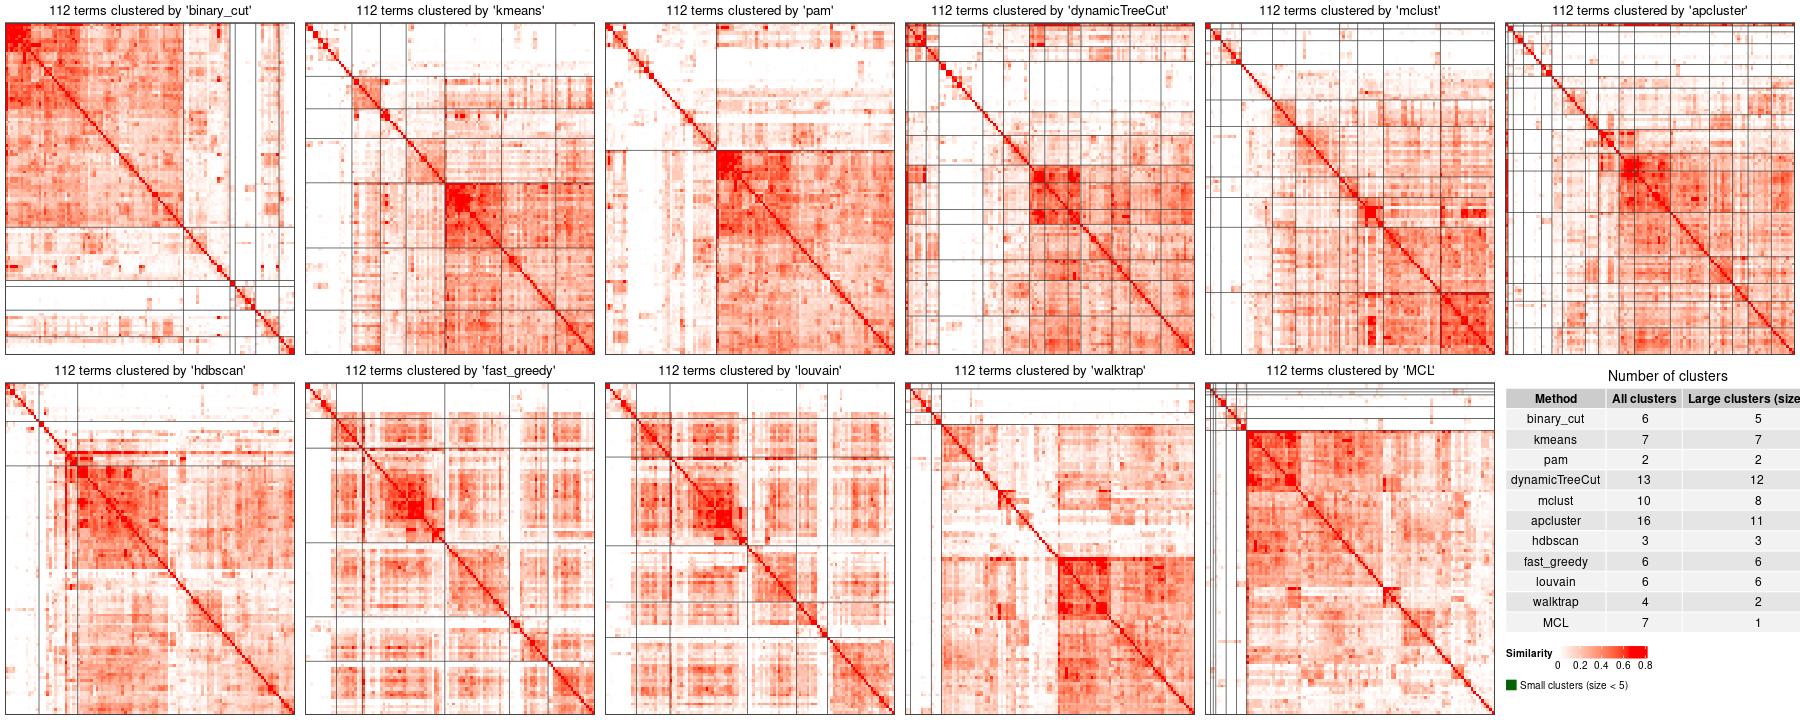 112 terms clustered by 'binary_cut'
112 terms clustered by 'kmeans'
112 terms clustered by 'pam'
112 terms clustered by 'dynamicTreeCut'
112 terms clustered by 'mclust'
112 terms clustered by 'apcluster'
112 terms clustered by 'hdbscan'
112 terms clustered by 'fast_greedy'
112 terms clustered by 'louvain'
112 terms clustered by 'walktrap'
112 terms clustered by 'MCL'
Number of clusters
Method All clusters Large clusters (size
binary_cut 6 5
kmeans 7 7
pam 2 2
dynamicTreeCut 13 12
mclust 10 8
apcluster 16 11
hdbscan 3 3
fast_greedy 6 6
louvain 6 6
walktrap 4 2
MCL 7 1
Similarity
0 0.2 0.4 0.6 0.8
Small clusters (size < 5)